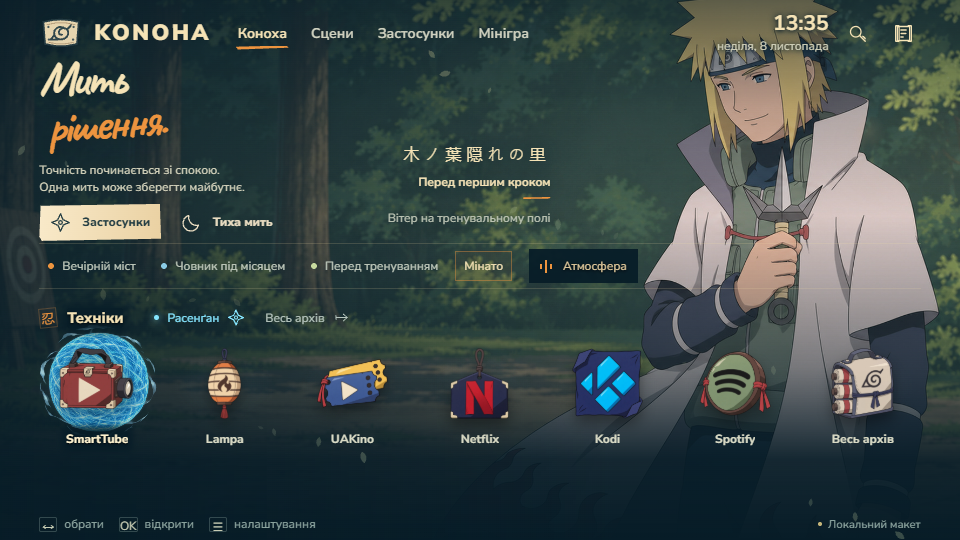 KONOHA
Коноха Сцени Застосунки Мінігра
13:35
неділя, 8 листопада
Мить
рішення.
Точність починається зі спокою.
Одна мить може зберегти майбутнє.
木ノ葉隠れの里
Перед першим кроком
Вітер на тренувальному полі
Застосунки Тиха мить
Вечірній міст Човник під місяцем Перед тренуванням Мінато Атмосфера
忍 Техніки Расенґан Весь архів
N
SmartTube Lampa UAKino Netflix Kodi Spotify Весь архів
обрати OK відкрити налаштування
Локальний макет